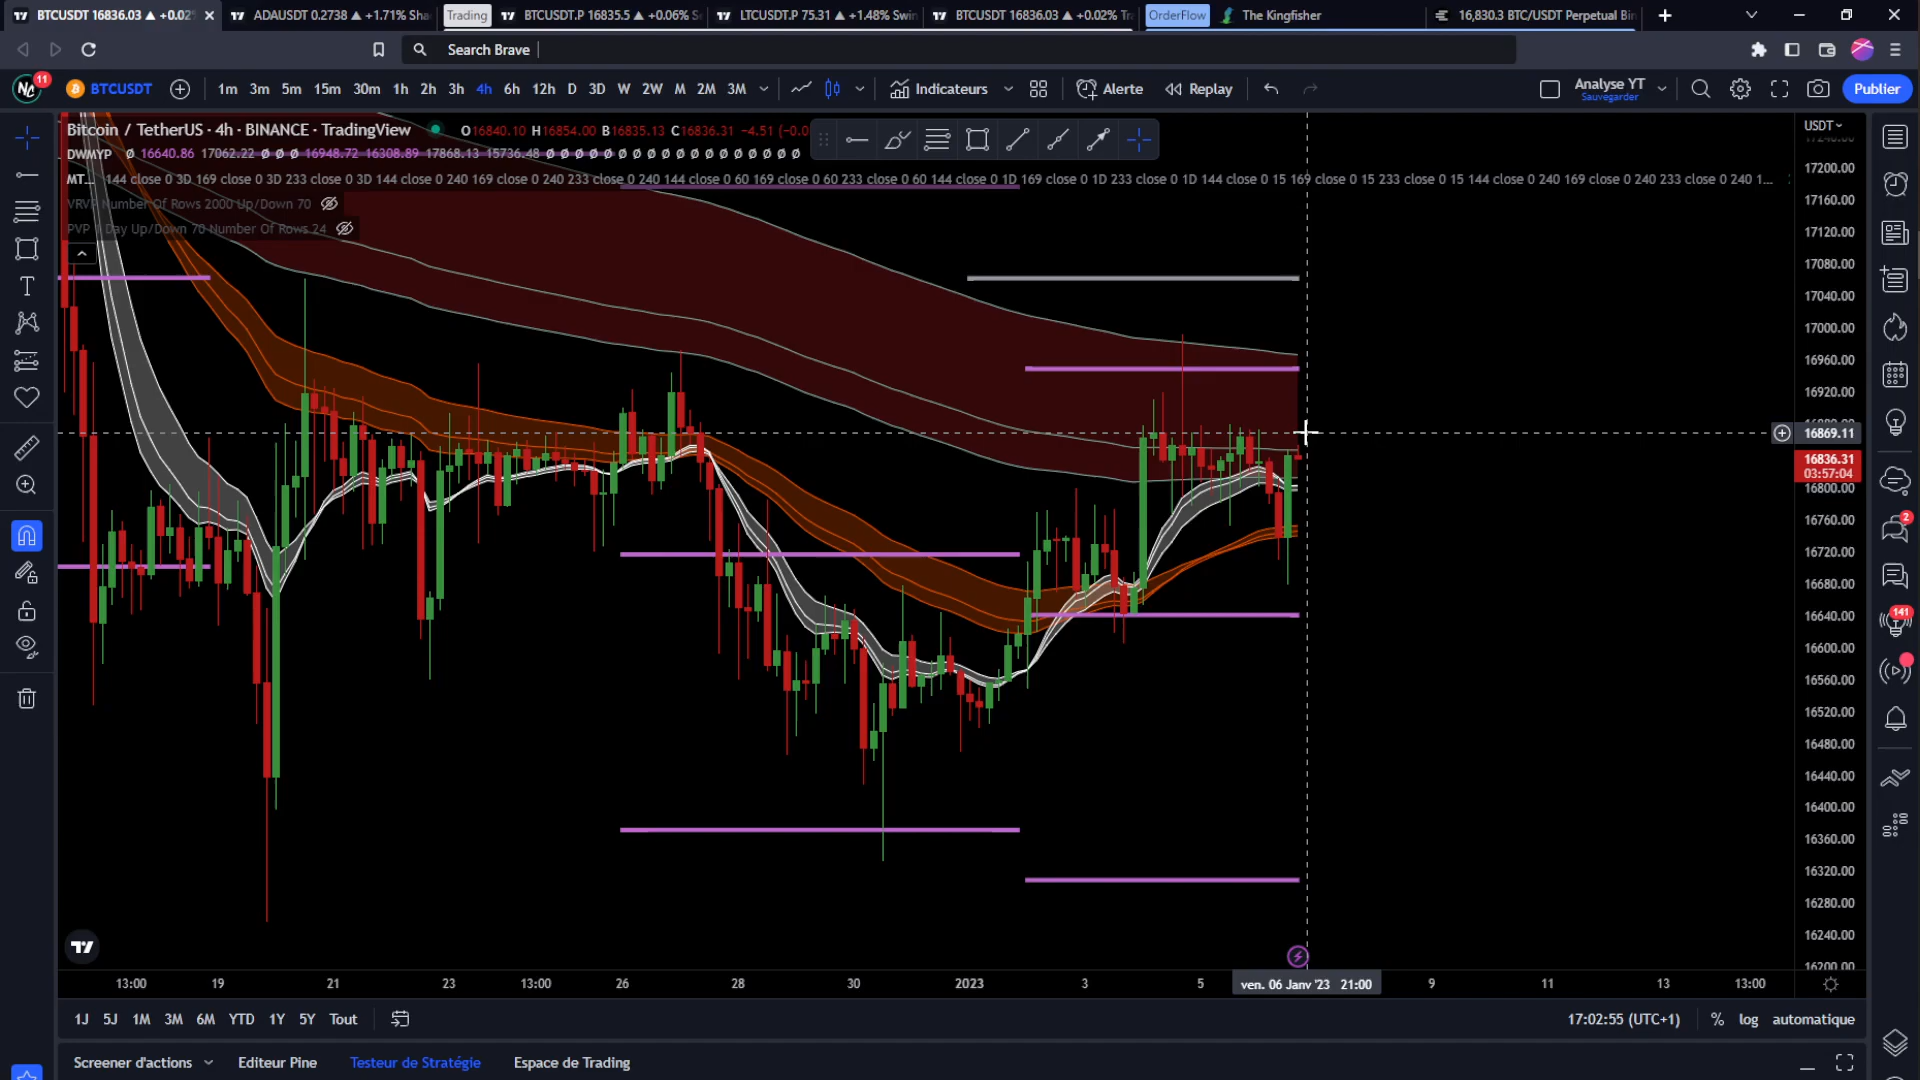 BTCUSDT 16836.03 ▲ +0.02
ADAUSDT 0.2738 ▲ +1.71% Sha
Trading
BTCUSDT.P 16835.5 ▲ +0.06% S
LTCUSDT.P 75.31 ▲ +1.48% Swin
BTCUSDT 16836.03 ▲ +0.02% Tr
OrderFlow
The Kingfisher
16,830.3 BTC/USDT Perpetual Bin
Search Brave
11
BTCUSDT
1m 3m 5m 15m 30m 1h 2h 3h 4h 6h 12h D 3D W 2W M 2M 3M
Indicateurs
Alerte
Replay
Analyse YT
Sauvegarder
Publier
Bitcoin / TetherUS · 4h · BINANCE · TradingView
O16840.10 H16854.00 B16835.13 C16836.31 −4.51 (−0.0
DWMYP Ø 16640.86 17062.22 Ø Ø Ø 16948.72 16308.89 17868.13 15736.48 Ø Ø Ø Ø Ø Ø Ø Ø Ø Ø Ø Ø Ø Ø Ø Ø Ø Ø
MT... 144 close 0 3D 169 close 0 3D 233 close 0 3D 144 close 0 240 169 close 0 240 233 close 0 240 144 close 0 60 169 close 0 60 233 close 0 60 144 close 0 1D 169 close 0 1D 233 close 0 1D 144 close 0 15 169 close 0 15 233 close 0 15 144 close 0 240 169 close 0 240 233 close 0 240 1...
VRVP Number Of Rows 2000 Up/Down 70
PVP 1 Day Up/Down 70 Number Of Rows 24
USDT
17200.00
17160.00
17120.00
17080.00
17040.00
17000.00
16960.00
16920.00
16869.11
16836.31
03:57:04
16800.00
16760.00
16720.00
16680.00
16640.00
16600.00
16560.00
16520.00
16480.00
16440.00
16400.00
16360.00
16320.00
16280.00
16240.00
16200.00
2
141
13:00 19 21 23 13:00 26 28 30 2023 3 5 ven. 06 Janv '23 21:00 9 11 13 13:00
1J 5J 1M 3M 6M YTD 1Y 5Y Tout
17:02:55 (UTC+1) % log automatique
Screener d'actions
Editeur Pine
Testeur de Stratégie
Espace de Trading